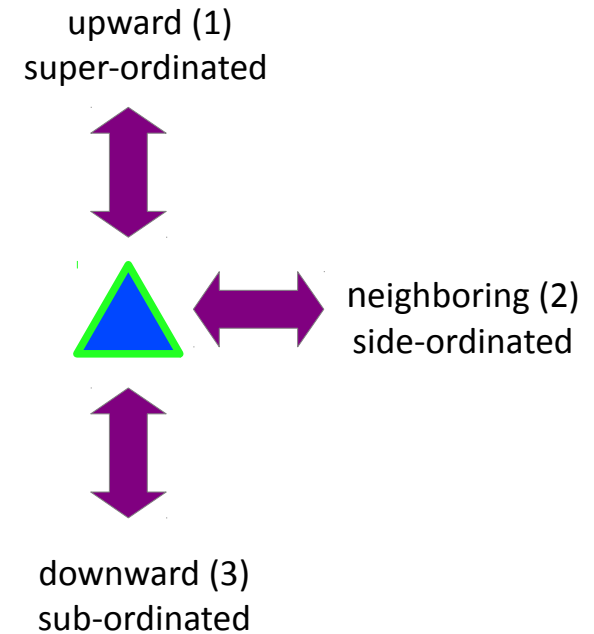 upward (1)
super-ordinated
neighboring (2)
side-ordinated
downward (3)
sub-ordinated